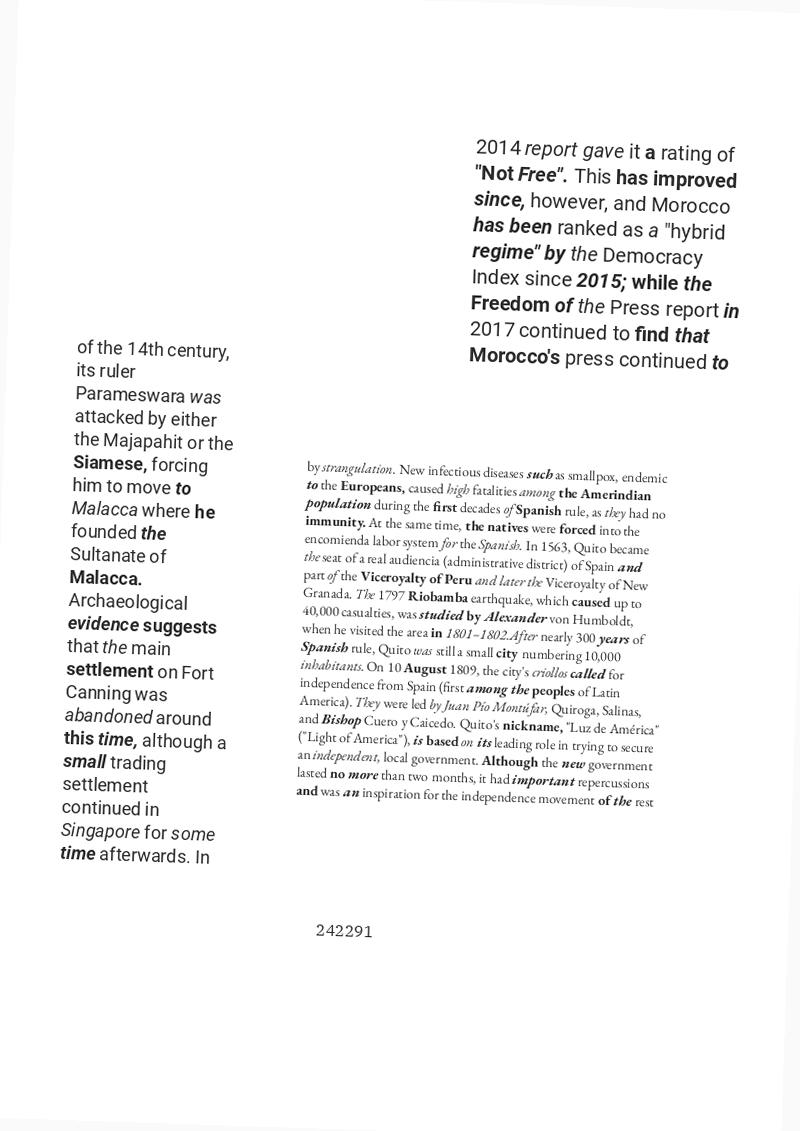 2014 report gave it a rating of
"Not Free". This has improved
since, however, and Morocco
has been ranked as a "hybrid
regime" by the Democracy
Index since 2015; while the
Freedom of the Press report in
2017 continued to find that
Morocco's press continued to
of the 14th century,
its ruler
Parameswara was
attacked by either
the Majapahit or the
Siamese, forcing
him to move to
Malacca where he
founded the
Sultanate of
Malacca.
Archaeological
evidence suggests
that the main
settlement on Fort
Canning was
abandoned around
this time, although a
small trading
settlement
continued in
Singapore for some
time afterwards. In
by strangulation. New infectious diseases such as smallpox, endemic
to the Europeans, caused high fatalities among the Amerindian
population during the first decades of Spanish rule, as they had no
immunity. At the same time, the natives were forced into the
encomienda labor system for the Spanish. In 1563, Quito became
the seat of a real audiencia (administrative district) of Spain and
part of the Viceroyalty of Peru and later the Viceroyalty of New
Granada. The 1797 Riobamba earthquake, which caused up to
40,000 casualties, was studied by Alexander von Humboldt,
when he visited the area in 1801–1802.After nearly 300 years of
Spanish rule, Quito was still a small city numbering 10,000
inhabitants. On 10 August 1809, the city's criollos called for
independence from Spain (first among the peoples of Latin
America). They were led by Juan Pío Montúfar, Quiroga, Salinas,
and Bishop Cuero y Caicedo. Quito's nickname, "Luz de América"
("Light of America"), is based on its leading role in trying to secure
an independent, local government. Although the new government
lasted no more than two months, it had important repercussions
and was an inspiration for the independence movement of the rest
242291